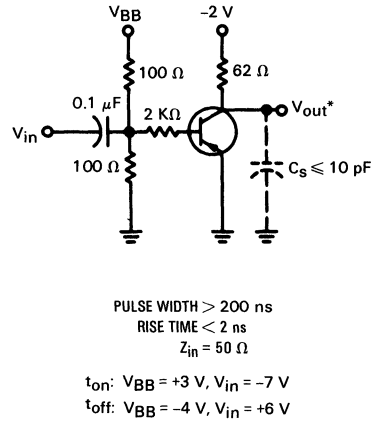 VBB
-2 V
100 Ω
62 Ω
0.1 μF
2 KΩ
Vout*
Vin
100 Ω
Cs ≤ 10 pF
PULSE WIDTH > 200 ns
RISE TIME < 2 ns
Zin = 50 Ω
ton: VBB = +3 V, Vin = -7 V
toff: VBB = -4 V, Vin = +6 V